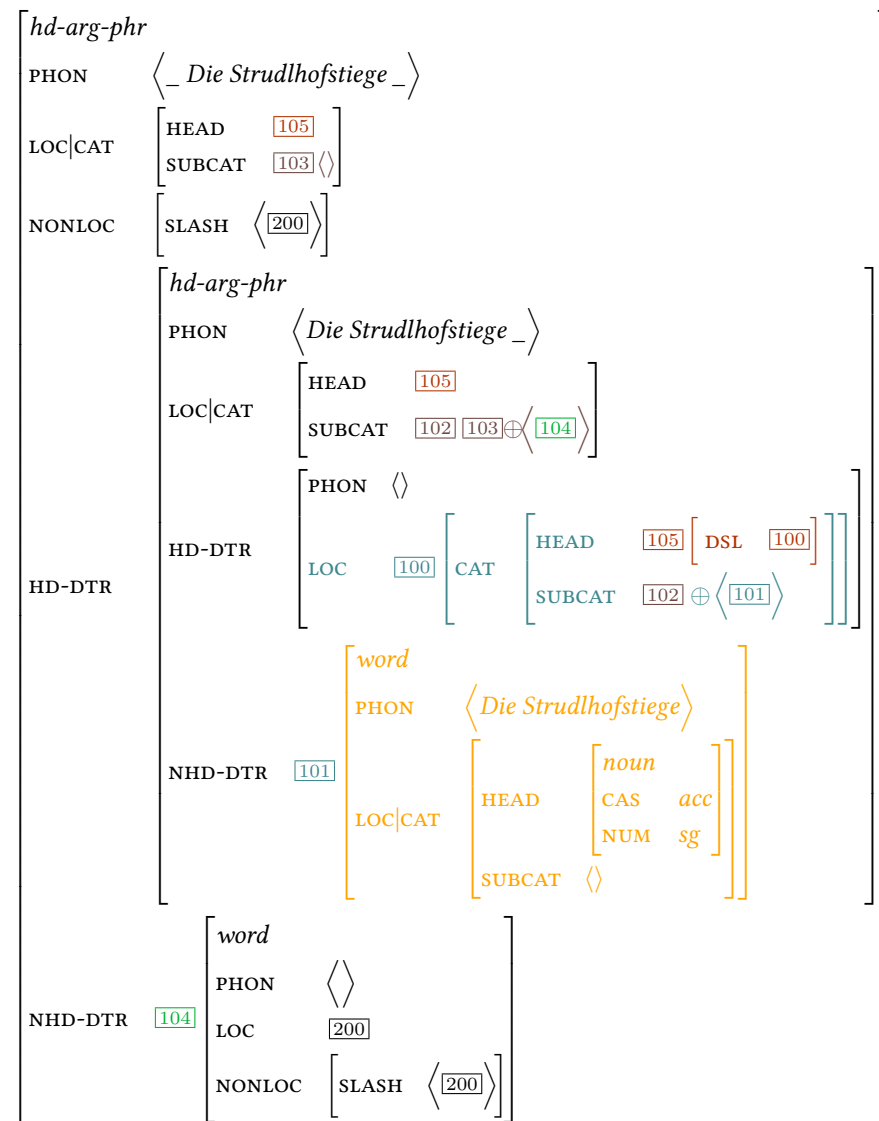 hd-arg-phr
PHON ⟨_ Die Strudlhofstiege _⟩
LOC|CAT [HEAD 105
SUBCAT 103 ⟨⟩]
NONLOC [SLASH ⟨200⟩]
HD-DTR
hd-arg-phr
PHON ⟨Die Strudlhofstiege _⟩
LOC|CAT [HEAD 105
SUBCAT 102 103 ⊕ ⟨104⟩]
HD-DTR [PHON ⟨⟩
LOC 100 [CAT [HEAD 105 [DSL 100]
SUBCAT 102 ⊕ ⟨101⟩]]]
NHD-DTR 101
word
PHON ⟨Die Strudlhofstiege⟩
LOC|CAT [HEAD [noun
CAS acc
NUM sg]
SUBCAT ⟨⟩]
NHD-DTR 104
word
PHON ⟨⟩
LOC 200
NONLOC [SLASH ⟨200⟩]